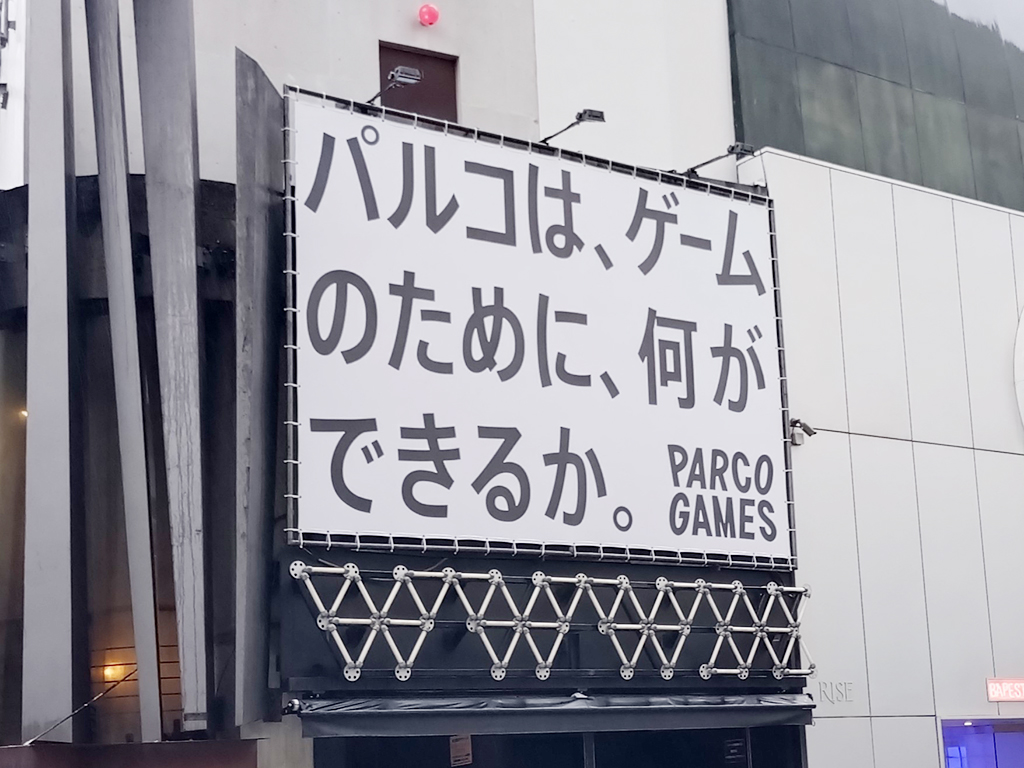 パルコは、ゲーム
のために、何が
できるか。
PARCO
GAMES
RISE